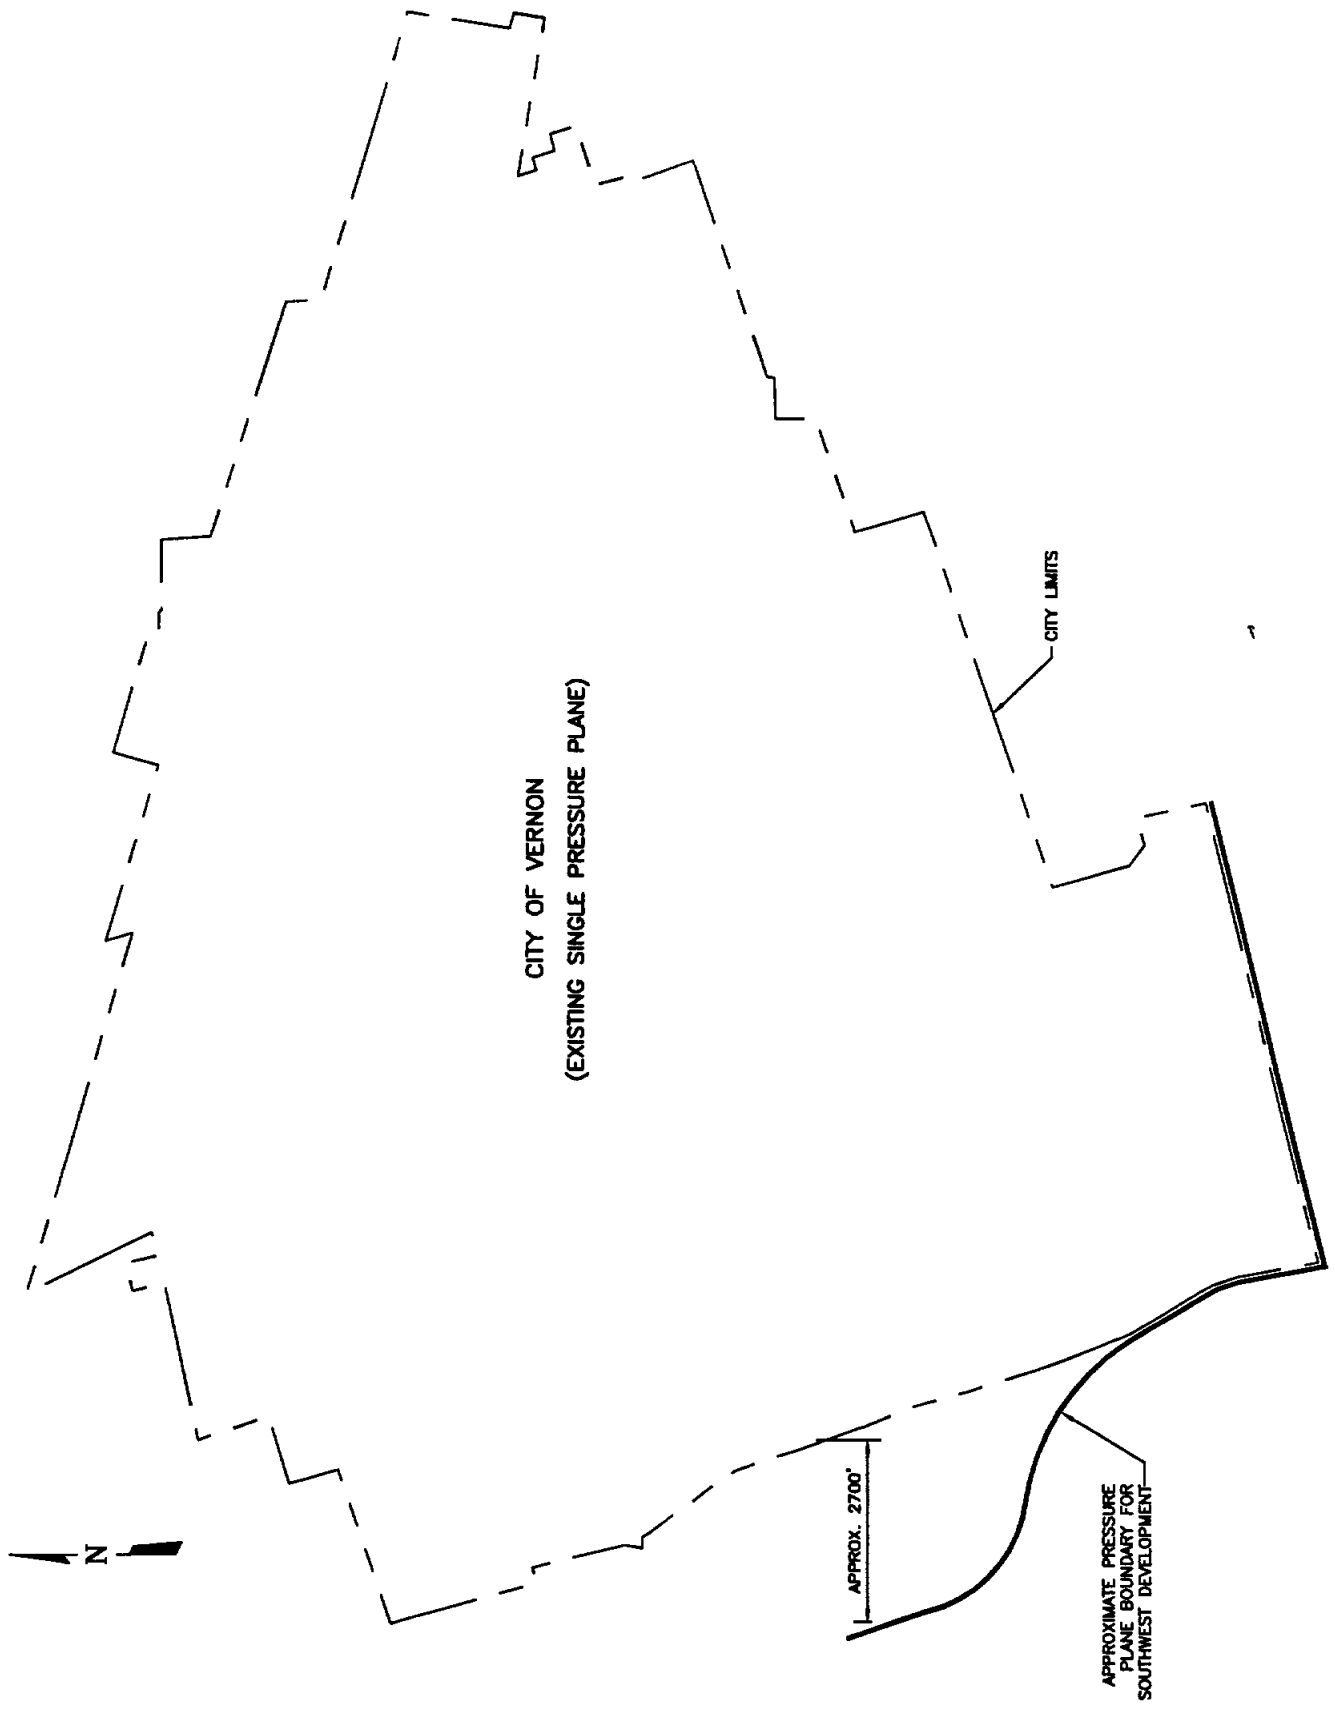 N
CITY OF VERNON
(EXISTING SINGLE PRESSURE PLANE)
CITY LIMITS
APPROX. 2700'
APPROXIMATE PRESSURE
PLANE BOUNDARY FOR
SOUTHWEST DEVELOPMENT